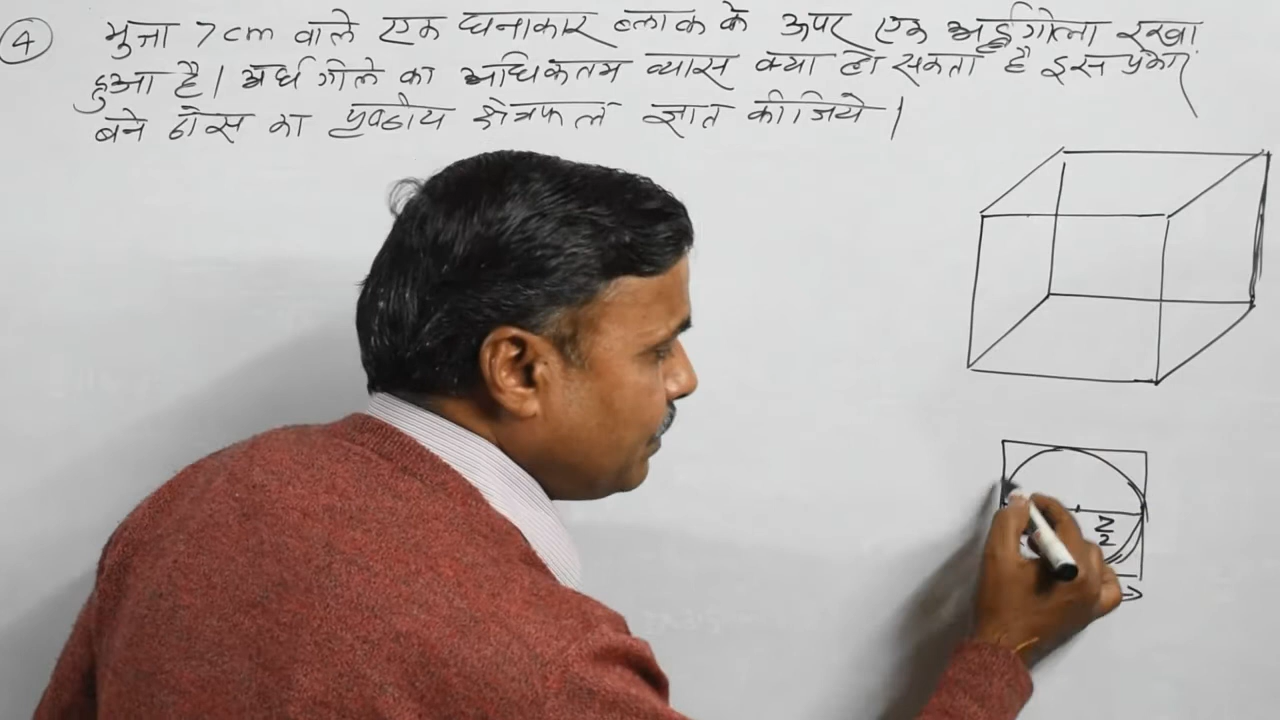 ④ भुजा 7cm वाले एक घनाकार ब्लाक के ऊपर एक अर्द्धगोला रखा
हुआ है। अर्ध गोले का अधिकतम व्यास क्या हो सकता है इस प्रकार
बने ठोस का पृष्ठीय क्षेत्रफल ज्ञात कीजिये।
7/2